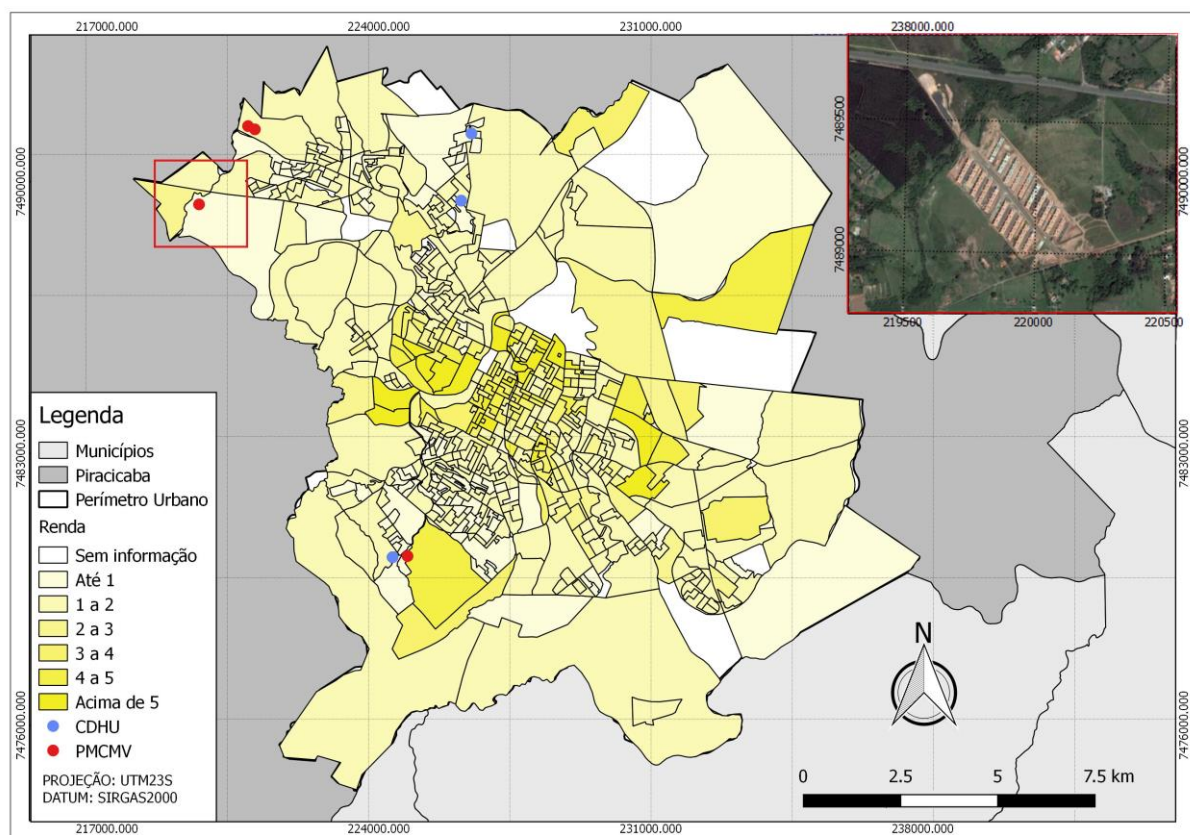 217000.000 224000.000 231000.000 238000.000
7490000.000
7483000.000
7476000.000
7489500
7489000
7490000.000
7483000.000
7476000.000
219500 220000 220500
Legenda
Municípios
Piracicaba
Perímetro Urbano
Renda
Sem informação
Até 1
1 a 2
2 a 3
3 a 4
4 a 5
Acima de 5
CDHU
PMCMV
PROJEÇÃO: UTM23S
DATUM: SIRGAS2000
N
0 2.5 5 7.5 km
217000.000 224000.000 231000.000 238000.000